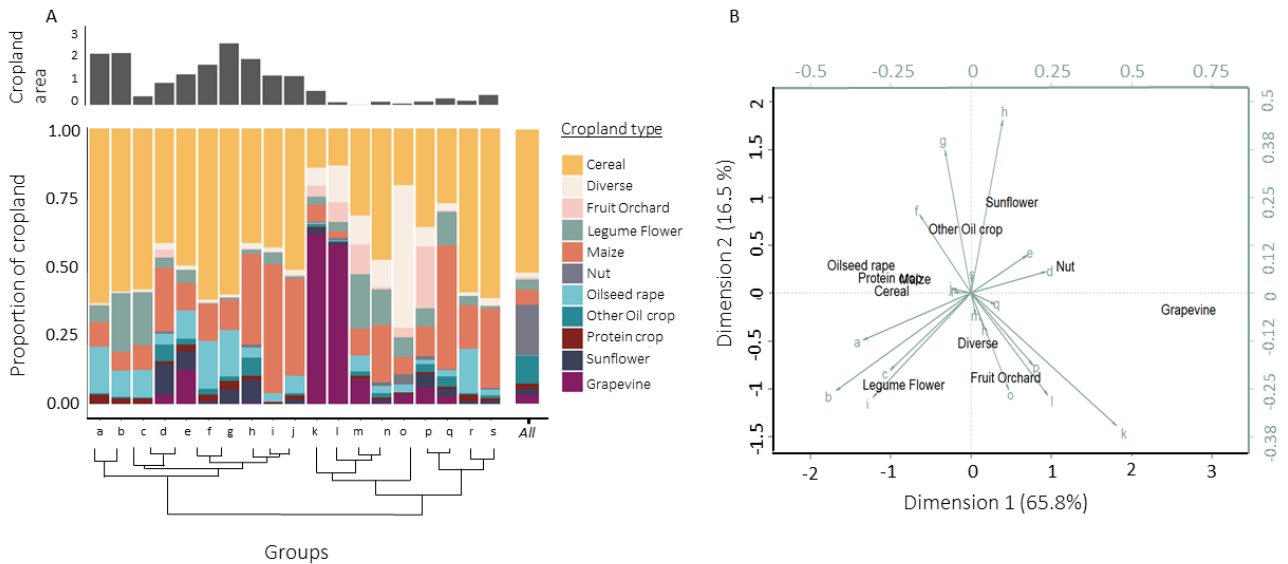 A
B
3
2
1
0
Cropland
area
1.00
0.75
0.50
0.25
0.00
Proportion of cropland
Cropland type
Cereal
Diverse
Fruit Orchard
Legume Flower
Maize
Nut
Oilseed rape
Other Oil crop
Protein crop
Sunflower
Grapevine
a b c d e f g h i j k l m n o p q r s All
Groups
-0.5 -0.25 0 0.25 0.5 0.75
2
1.5
1
0.5
0
-0.5
-1
-1.5
Dimension 2 (16.5 %)
0.5
0.38
0.25
0.12
0
-0.12
-0.25
-0.38
h
g
Sunflower
f
Other Oil crop
e
Oilseed rape
d
Nut
s
Protein crop
Maize
Cereal
q
Grapevine
m
a
Diverse
p
c
Fruit Orchard
Legume Flower
b
i
o
l
k
-2 -1 0 1 2 3
Dimension 1 (65.8%)